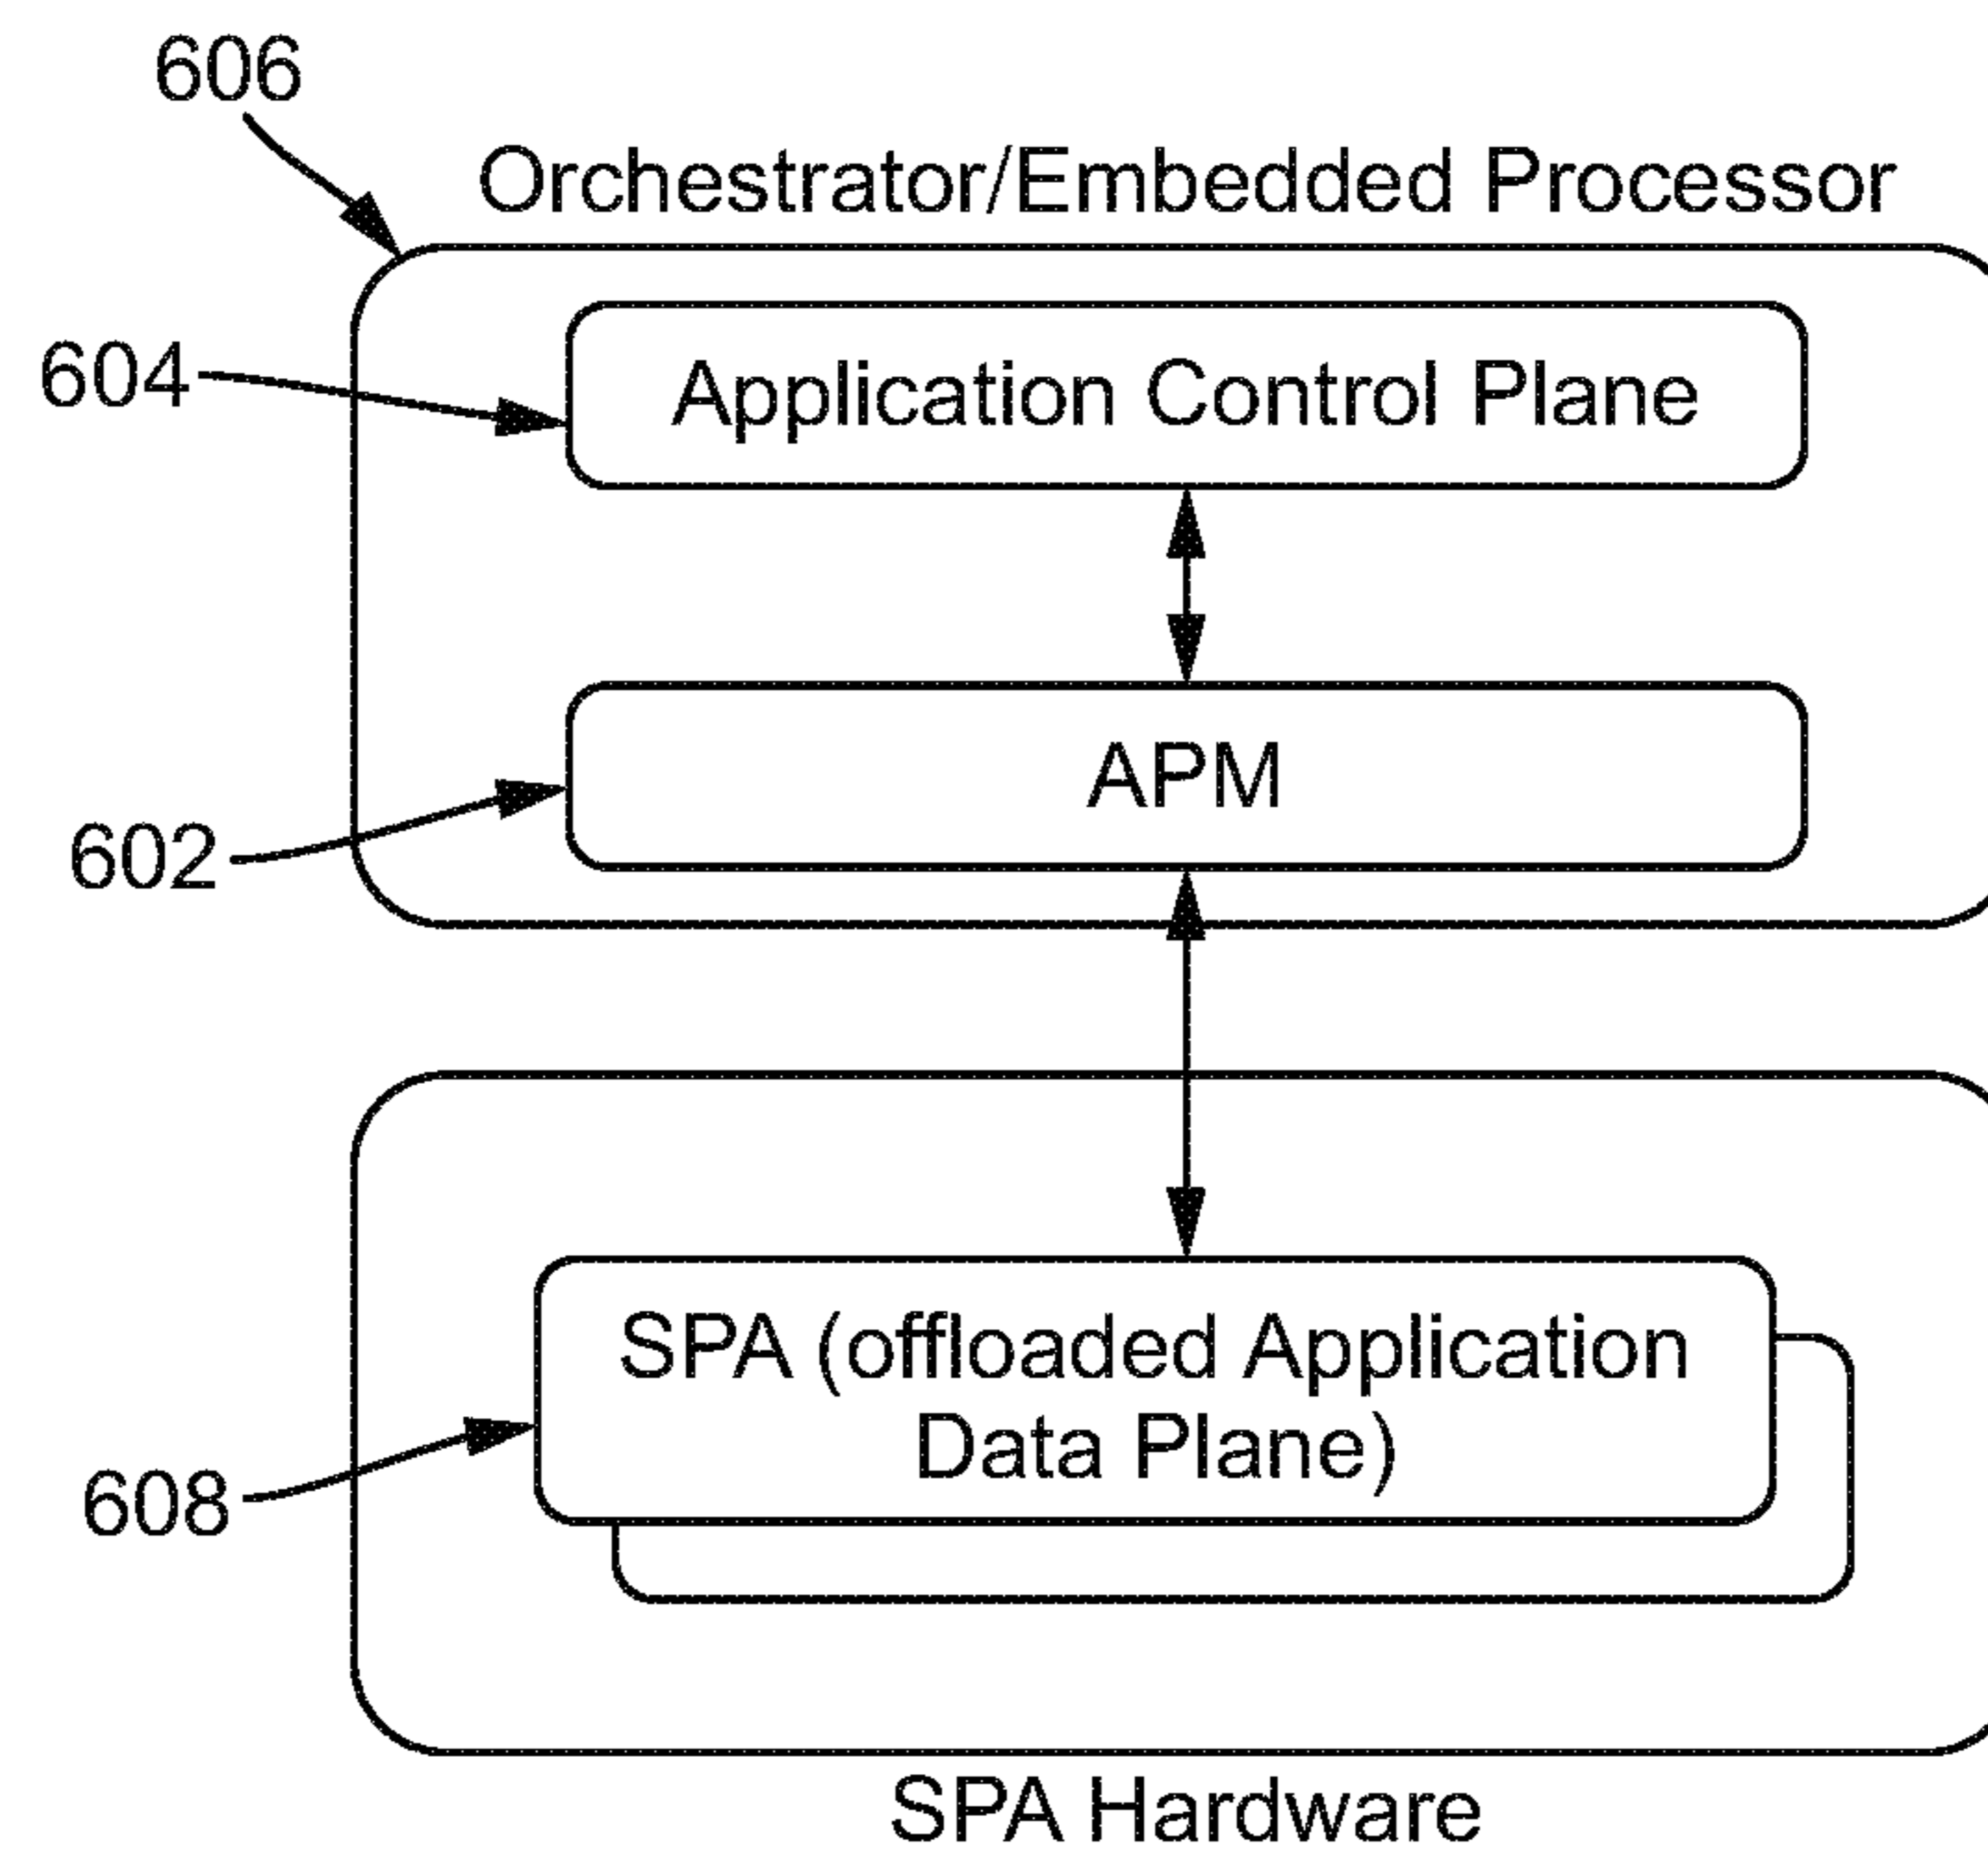 606
Orchestrator/Embedded Processor
604
Application Control Plane
APM
602
SPA (offloaded Application
Data Plane)
608
SPA Hardware